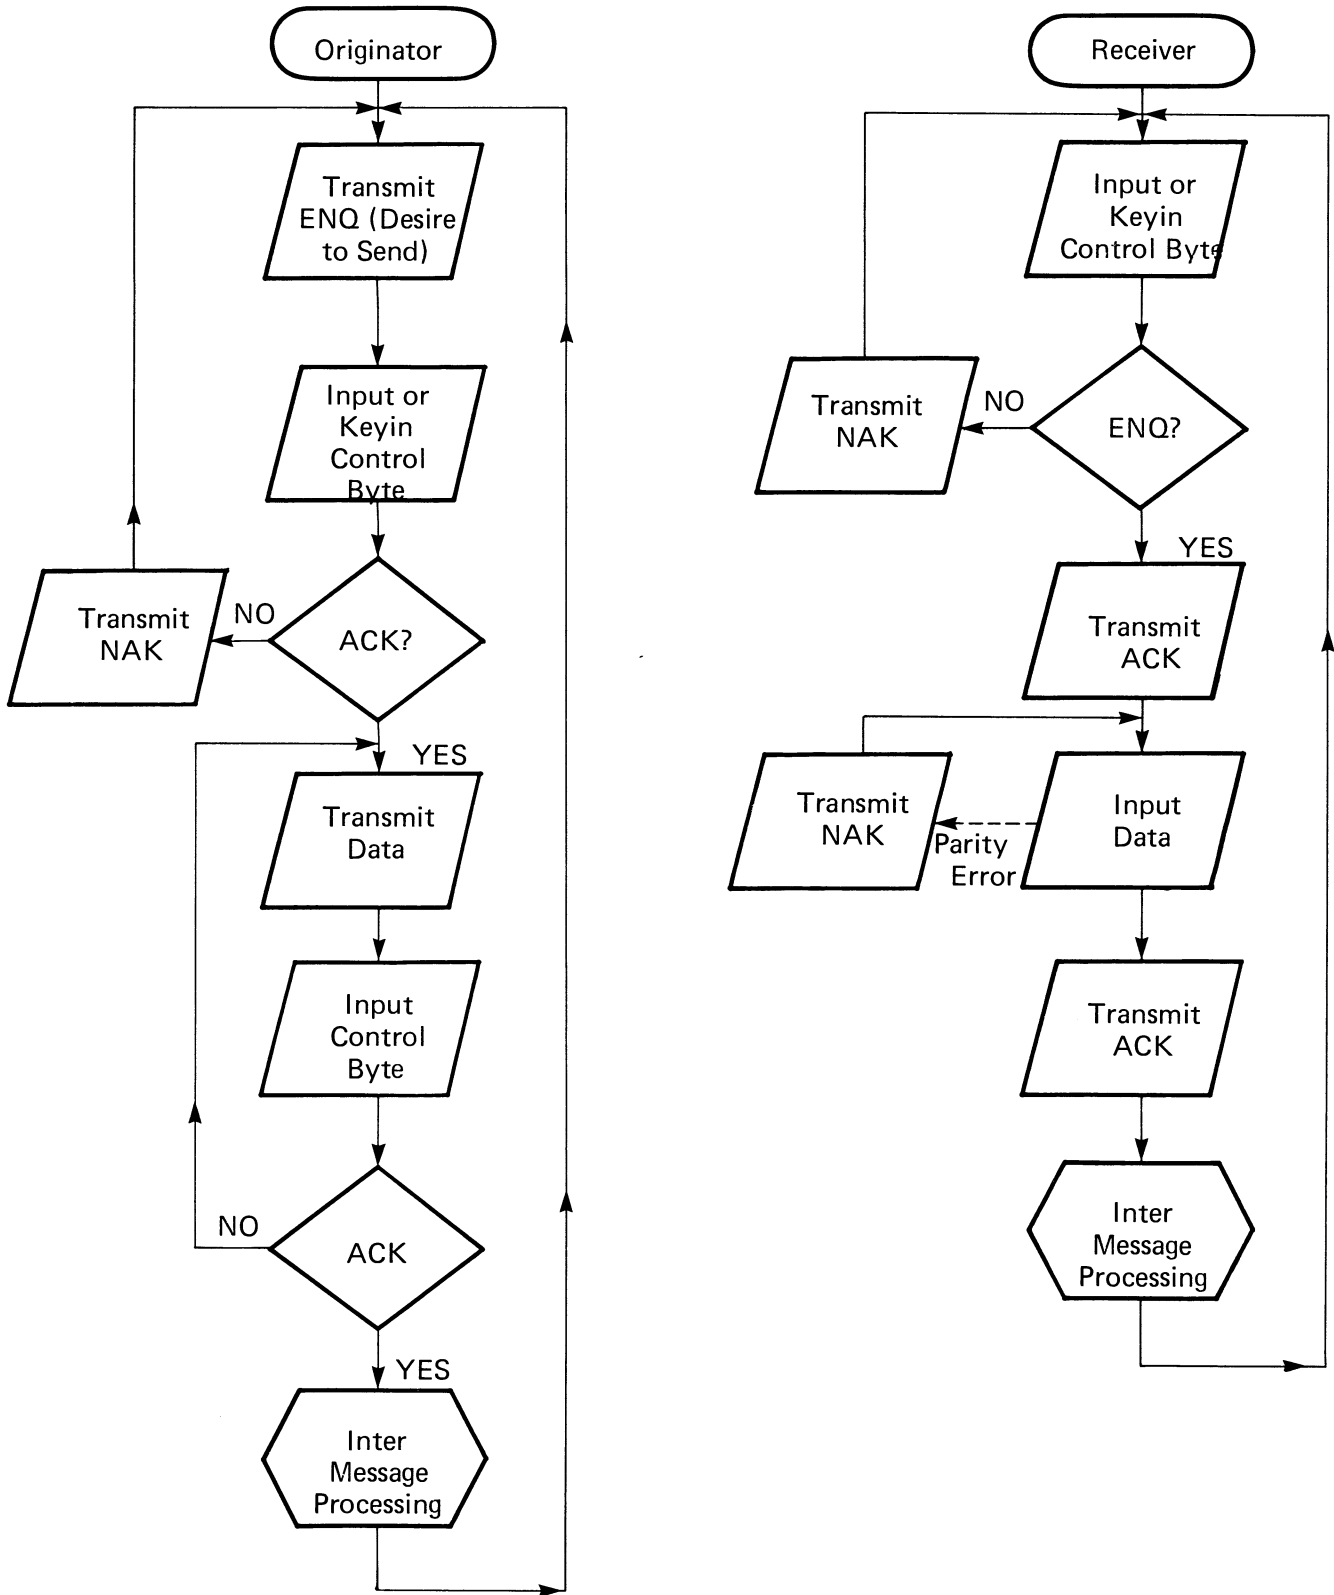 Originator
Transmit
ENQ (Desire
to Send)
Input or
Keyin
Control
Byte
NO
ACK?
Transmit
NAK
YES
Transmit
Data
Input
Control
Byte
NO
ACK
YES
Inter
Message
Processing
Receiver
Input or
Keyin
Control Byte
NO
ENQ?
Transmit
NAK
YES
Transmit
ACK
Input
Data
Parity
Error
Transmit
NAK
Transmit
ACK
Inter
Message
Processing